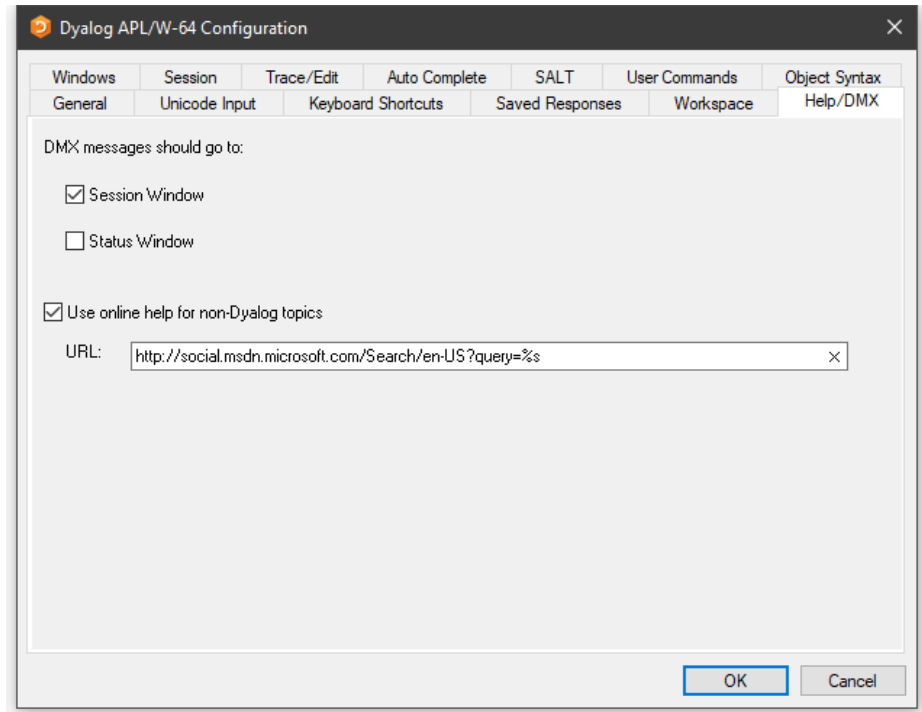 Dyalog APL/W-64 Configuration
Windows Session Trace/Edit Auto Complete SALT User Commands Object Syntax
General Unicode Input Keyboard Shortcuts Saved Responses Workspace Help/DMX
DMX messages should go to:
Session Window
Status Window
Use online help for non-Dyalog topics
URL: http://social.msdn.microsoft.com/Search/en-US?query=%s
OK Cancel